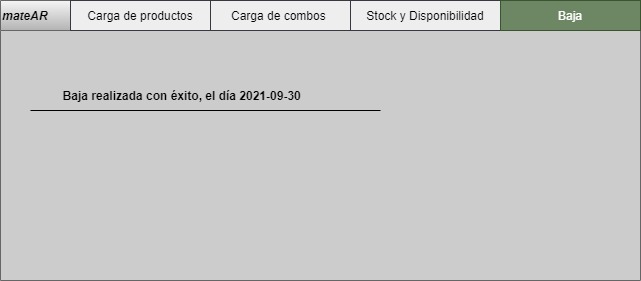 mateAR
Carga de productos
Carga de combos
Stock y Disponibilidad
Baja
Baja realizada con éxito, el día 2021-09-30